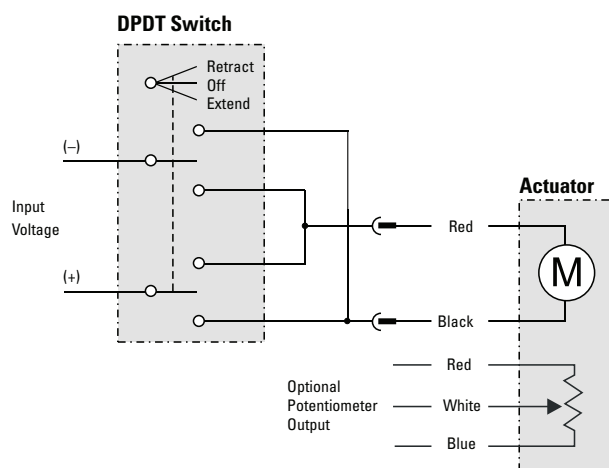 DPDT Switch
Retract
Off
Extend
(–)
Input
Voltage
(+)
Actuator
Red
M
Black
Red
Optional
Potentiometer
Output
White
Blue